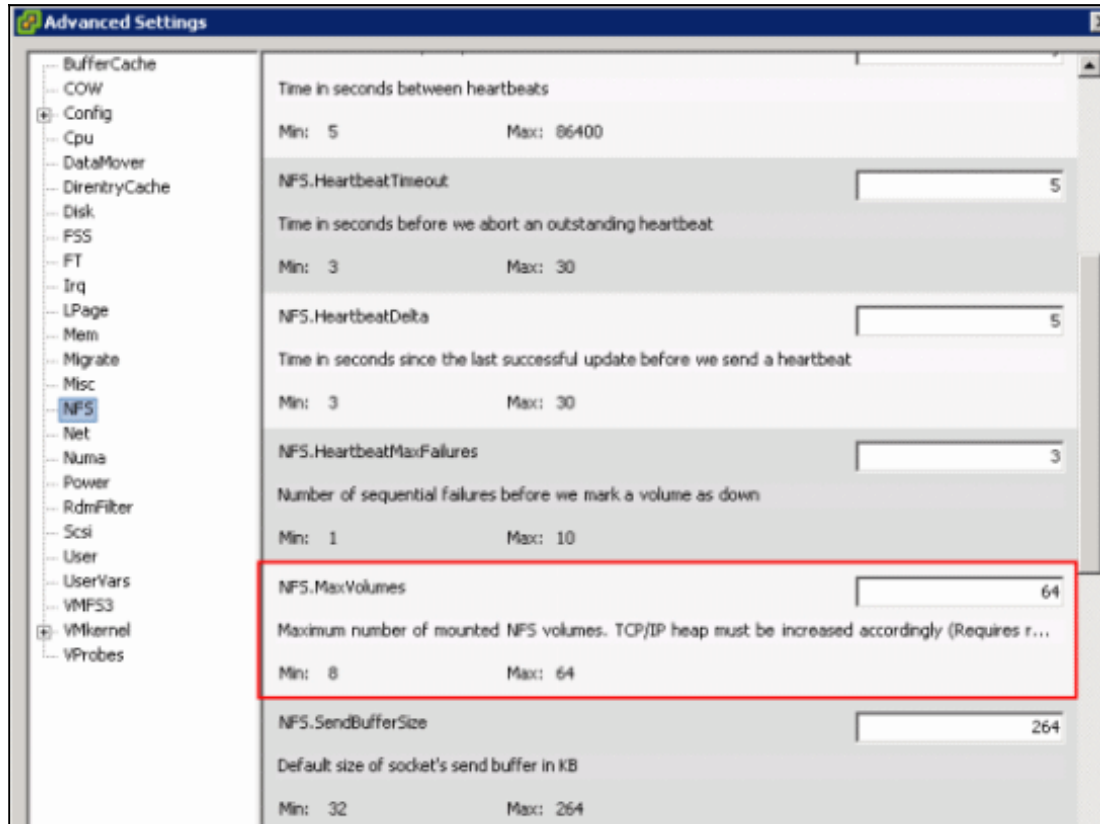 Advanced Settings
BufferCache
COW
Config
Cpu
DataMover
DirentryCache
Disk
FSS
FT
Irq
LPage
Mem
Migrate
Misc
NFS
Net
Numa
Power
RdmFilter
Scsi
User
UserVars
VMFS3
VMkernel
VProbes
Time in seconds between heartbeats
Min: 5 Max: 86400
NFS.HeartbeatTimeout 5
Time in seconds before we abort an outstanding heartbeat
Min: 3 Max: 30
NFS.HeartbeatDelta 5
Time in seconds since the last successful update before we send a heartbeat
Min: 3 Max: 30
NFS.HeartbeatMaxFailures 3
Number of sequential failures before we mark a volume as down
Min: 1 Max: 10
NFS.MaxVolumes 64
Maximum number of mounted NFS volumes. TCP/IP heap must be increased accordingly (Requires r...
Min: 8 Max: 64
NFS.SendBufferSize 264
Default size of socket's send buffer in KB
Min: 32 Max: 264